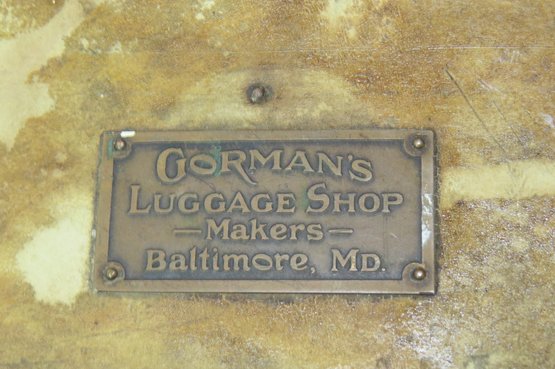 GORMAN'S
LUGGAGE SHOP
— MAKERS —
BALTIMORE, MD.